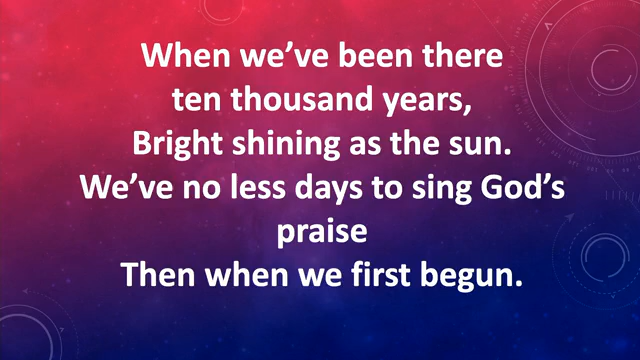 When we’ve been there
ten thousand years,
Bright shining as the sun.
We’ve no less days to sing God’s
praise
Then when we first begun.